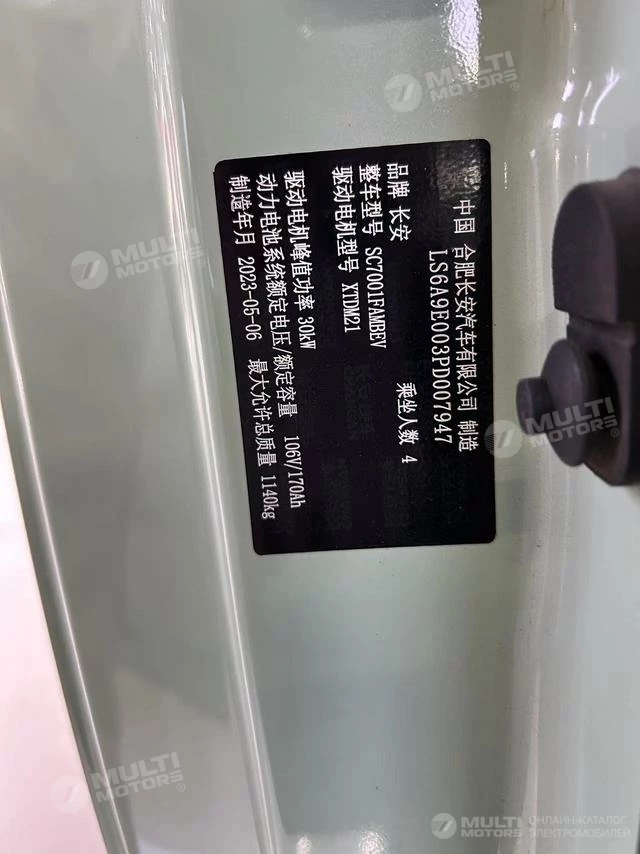 中国 合肥长安汽车有限公司 制造
LS6A9E003PD007947
品牌 长安 乘坐人数 4
整车型号 SC7001FAMBEV
驱动电机型号 XTDM21
驱动电机峰值功率 30kW
动力电池系统额定电压/额定容量 106V/170Ah
制造年月 2023-05-06 最大允许总质量 1140kg
MULTI MOTORS®
MULTI MOTORS®
MULTI MOTORS®
MULTI MOTORS®
MULTI MOTORS®
ОНЛАЙН-КАТАЛОГ
ЭЛЕКТРОМОБИЛЕЙ